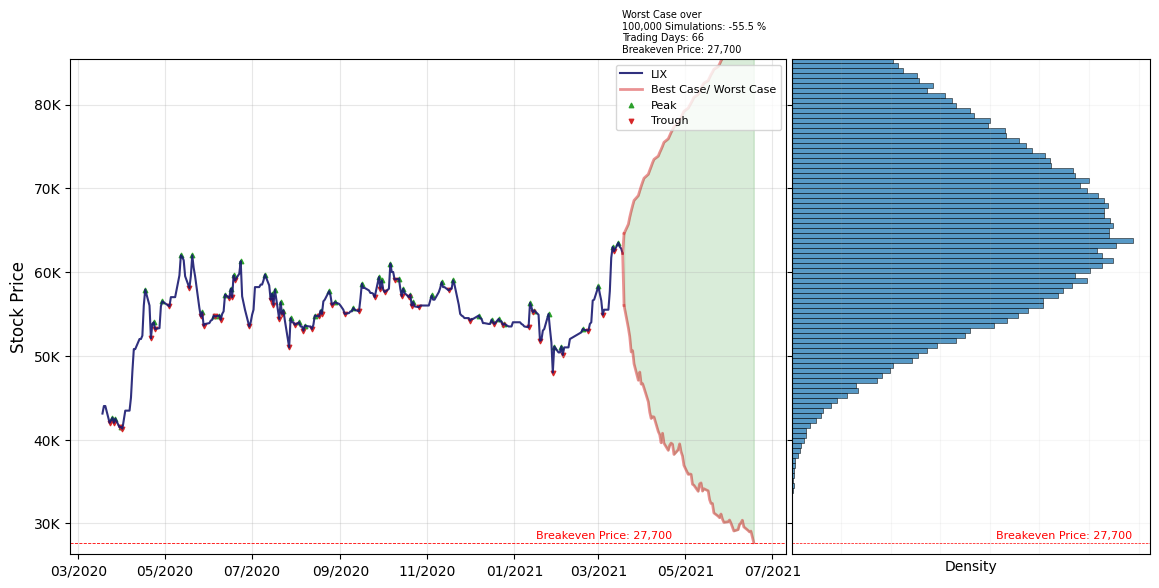 Worst Case over
100,000 Simulations: -55.5 %
Trading Days: 66
Breakeven Price: 27,700
LIX
Best Case/ Worst Case
Peak
Trough
Stock Price
80K
70K
60K
50K
40K
30K
Breakeven Price: 27,700
Breakeven Price: 27,700
03/2020 05/2020 07/2020 09/2020 11/2020 01/2021 03/2021 05/2021 07/2021
Density